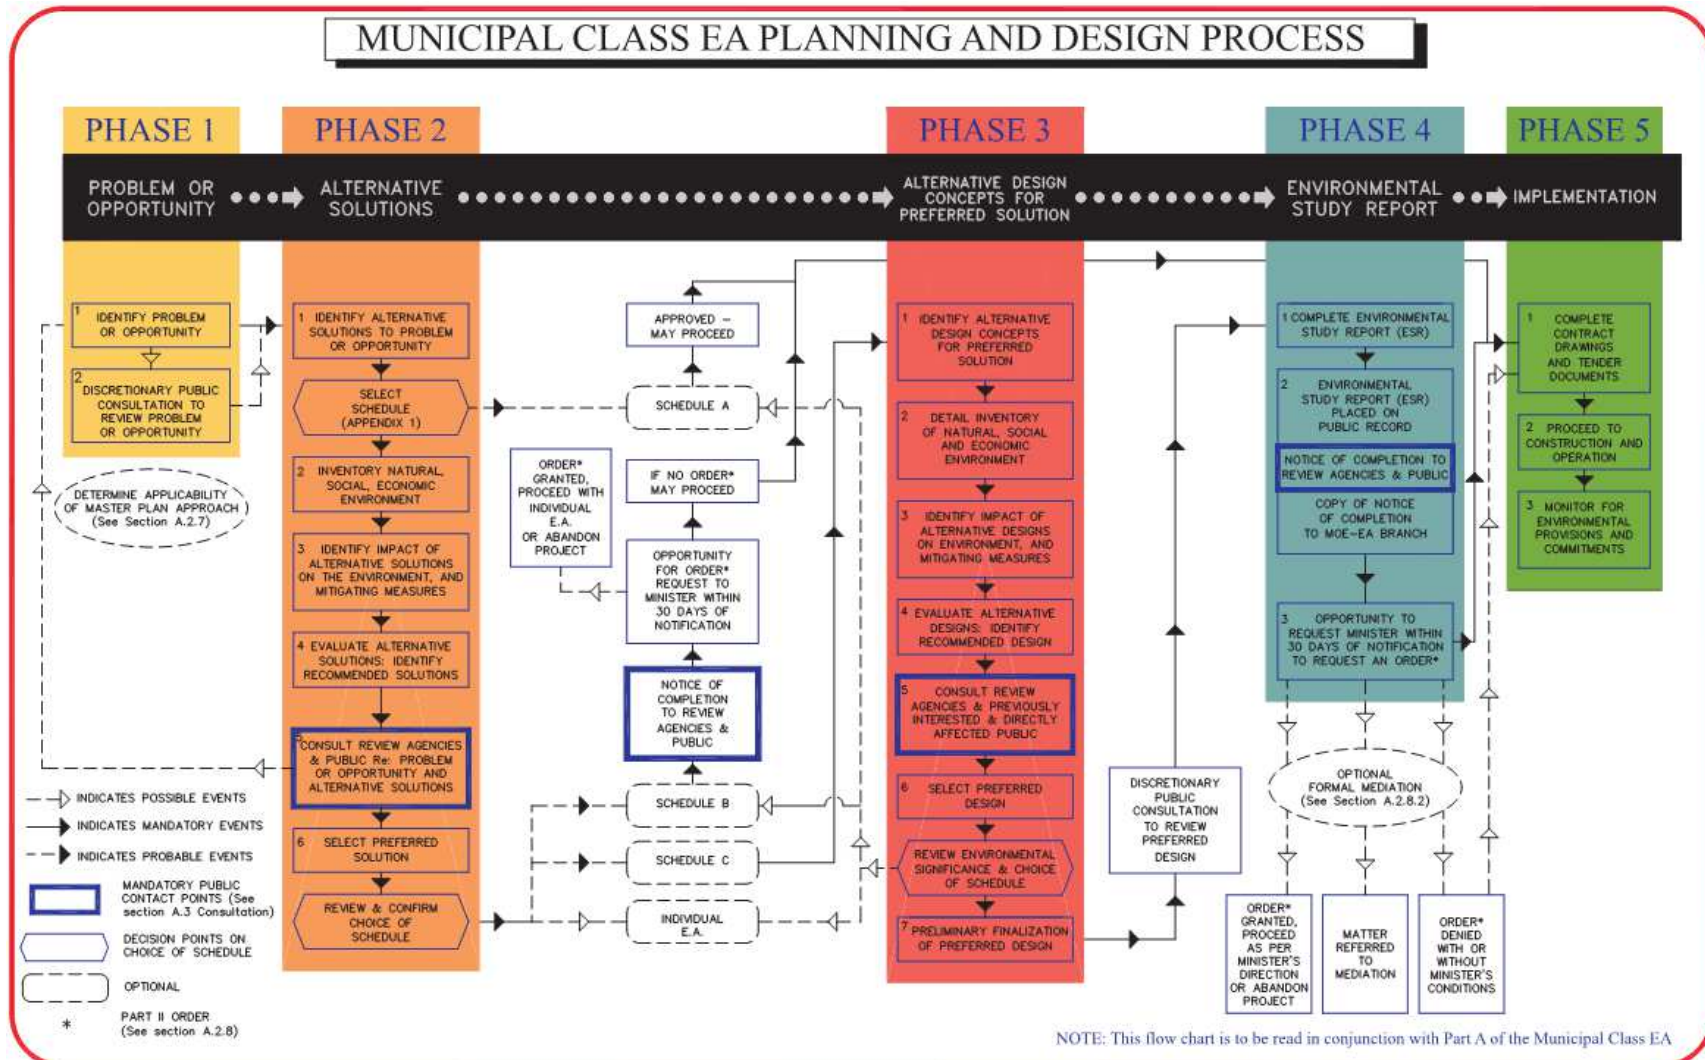 MUNICIPAL CLASS EA PLANNING AND DESIGN PROCESS
PHASE 1
PHASE 2
PHASE 3
PHASE 4
PHASE 5
PROBLEM OR
OPPORTUNITY
ALTERNATIVE
SOLUTIONS
ALTERNATIVE DESIGN
CONCEPTS FOR
PREFERRED SOLUTION
ENVIRONMENTAL
STUDY REPORT
IMPLEMENTATION
1 IDENTIFY PROBLEM
OR OPPORTUNITY
2 DISCRETIONARY PUBLIC
CONSULTATION TO
REVIEW PROBLEM
OR OPPORTUNITY
DETERMINE APPLICABILITY
OF MASTER PLAN APPROACH
(See Section A.2.7)
1 IDENTIFY ALTERNATIVE
SOLUTIONS TO PROBLEM
OR OPPORTUNITY
SELECT
SCHEDULE
(APPENDIX 1)
2 INVENTORY NATURAL,
SOCIAL, ECONOMIC
ENVIRONMENT
3 IDENTIFY IMPACT OF
ALTERNATIVE SOLUTIONS
ON THE ENVIRONMENT, AND
MITIGATING MEASURES
4 EVALUATE ALTERNATIVE
SOLUTIONS: IDENTIFY
RECOMMENDED SOLUTIONS
5 CONSULT REVIEW AGENCIES
& PUBLIC Re: PROBLEM
OR OPPORTUNITY AND
ALTERNATIVE SOLUTIONS
6 SELECT PREFERRED
SOLUTION
REVIEW & CONFIRM
CHOICE OF
SCHEDULE
APPROVED –
MAY PROCEED
SCHEDULE A
ORDER*
GRANTED,
PROCEED WITH
INDIVIDUAL
E.A.
OR ABANDON
PROJECT
IF NO ORDER*
MAY PROCEED
OPPORTUNITY
FOR ORDER*
REQUEST TO
MINISTER WITHIN
30 DAYS OF
NOTIFICATION
NOTICE OF
COMPLETION
TO REVIEW
AGENCIES &
PUBLIC
SCHEDULE B
SCHEDULE C
INDIVIDUAL
E.A.
1 IDENTIFY ALTERNATIVE
DESIGN CONCEPTS
FOR PREFERRED
SOLUTION
2 DETAIL INVENTORY
OF NATURAL, SOCIAL
AND ECONOMIC
ENVIRONMENT
3 IDENTIFY IMPACT OF
ALTERNATIVE DESIGNS
ON ENVIRONMENT, AND
MITIGATING MEASURES
4 EVALUATE ALTERNATIVE
DESIGNS: IDENTIFY
RECOMMENDED DESIGN
5 CONSULT REVIEW
AGENCIES & PREVIOUSLY
INTERESTED & DIRECTLY
AFFECTED PUBLIC
6 SELECT PREFERRED
DESIGN
REVIEW ENVIRONMENTAL
SIGNIFICANCE & CHOICE
OF SCHEDULE
7 PRELIMINARY FINALIZATION
OF PREFERRED DESIGN
DISCRETIONARY
PUBLIC
CONSULTATION
TO REVIEW
PREFERRED
DESIGN
1 COMPLETE ENVIRONMENTAL
STUDY REPORT (ESR)
2 ENVIRONMENTAL
STUDY REPORT (ESR)
PLACED ON
PUBLIC RECORD
NOTICE OF COMPLETION TO
REVIEW AGENCIES & PUBLIC
COPY OF NOTICE
OF COMPLETION
TO MOE–EA BRANCH
3 OPPORTUNITY TO
REQUEST MINISTER WITHIN
30 DAYS OF NOTIFICATION
TO REQUEST AN ORDER*
OPTIONAL
FORMAL MEDIATION
(See Section A.2.8.2)
ORDER*
GRANTED,
PROCEED
AS PER
MINISTER'S
DIRECTION
OR ABANDON
PROJECT
MATTER
REFERRED
TO
MEDIATION
ORDER*
DENIED
WITH OR
WITHOUT
MINISTER'S
CONDITIONS
1 COMPLETE
CONTRACT
DRAWINGS
AND TENDER
DOCUMENTS
2 PROCEED TO
CONSTRUCTION AND
OPERATION
3 MONITOR FOR
ENVIRONMENTAL
PROVISIONS AND
COMMITMENTS
INDICATES POSSIBLE EVENTS
INDICATES MANDATORY EVENTS
INDICATES PROBABLE EVENTS
MANDATORY PUBLIC
CONTACT POINTS (See
section A.3 Consultation)
DECISION POINTS ON
CHOICE OF SCHEDULE
OPTIONAL
* PART II ORDER
(See section A.2.8)
NOTE: This flow chart is to be read in conjunction with Part A of the Municipal Class EA